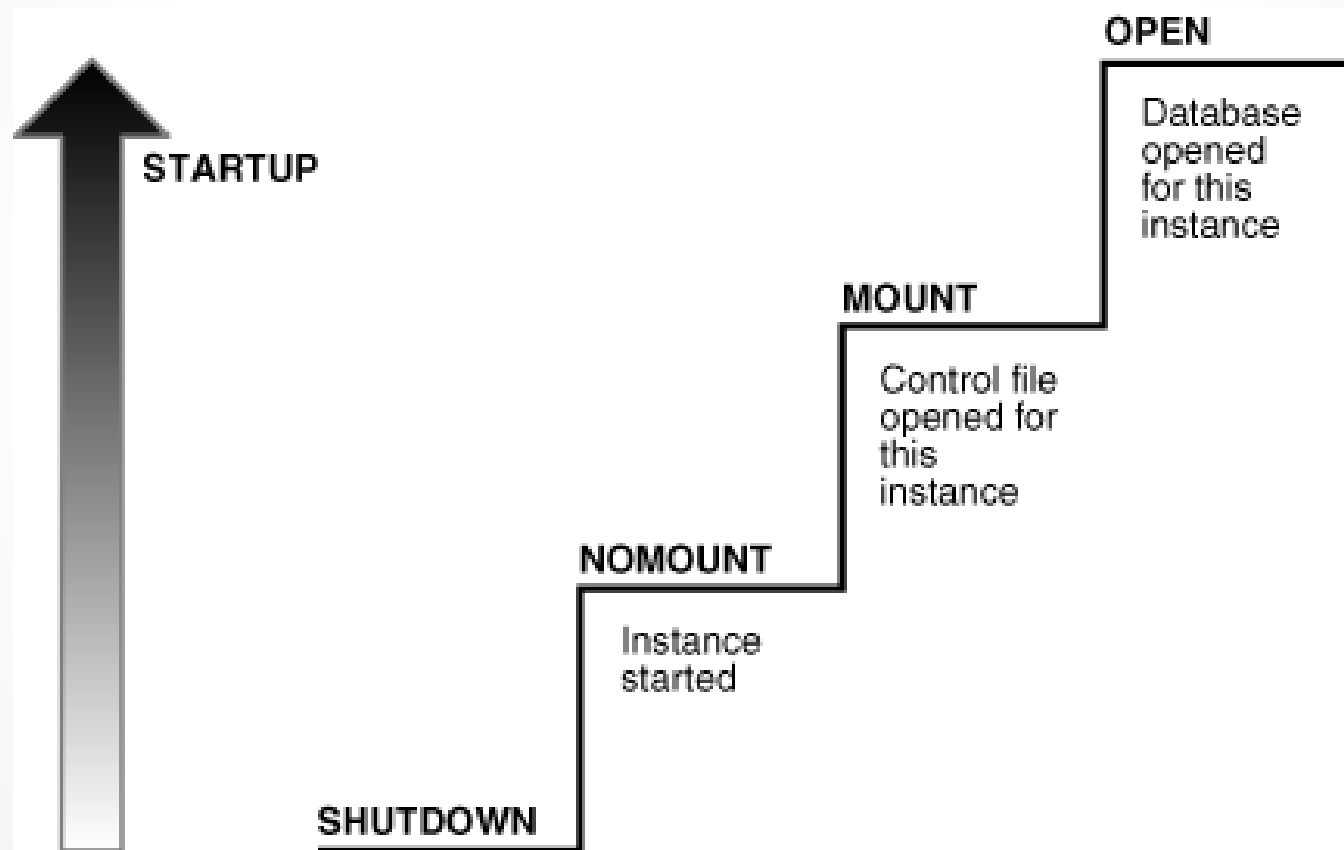 OPEN
Database
opened
for this
instance
STARTUP
MOUNT
Control file
opened for
this
instance
NOMOUNT
Instance
started
SHUTDOWN